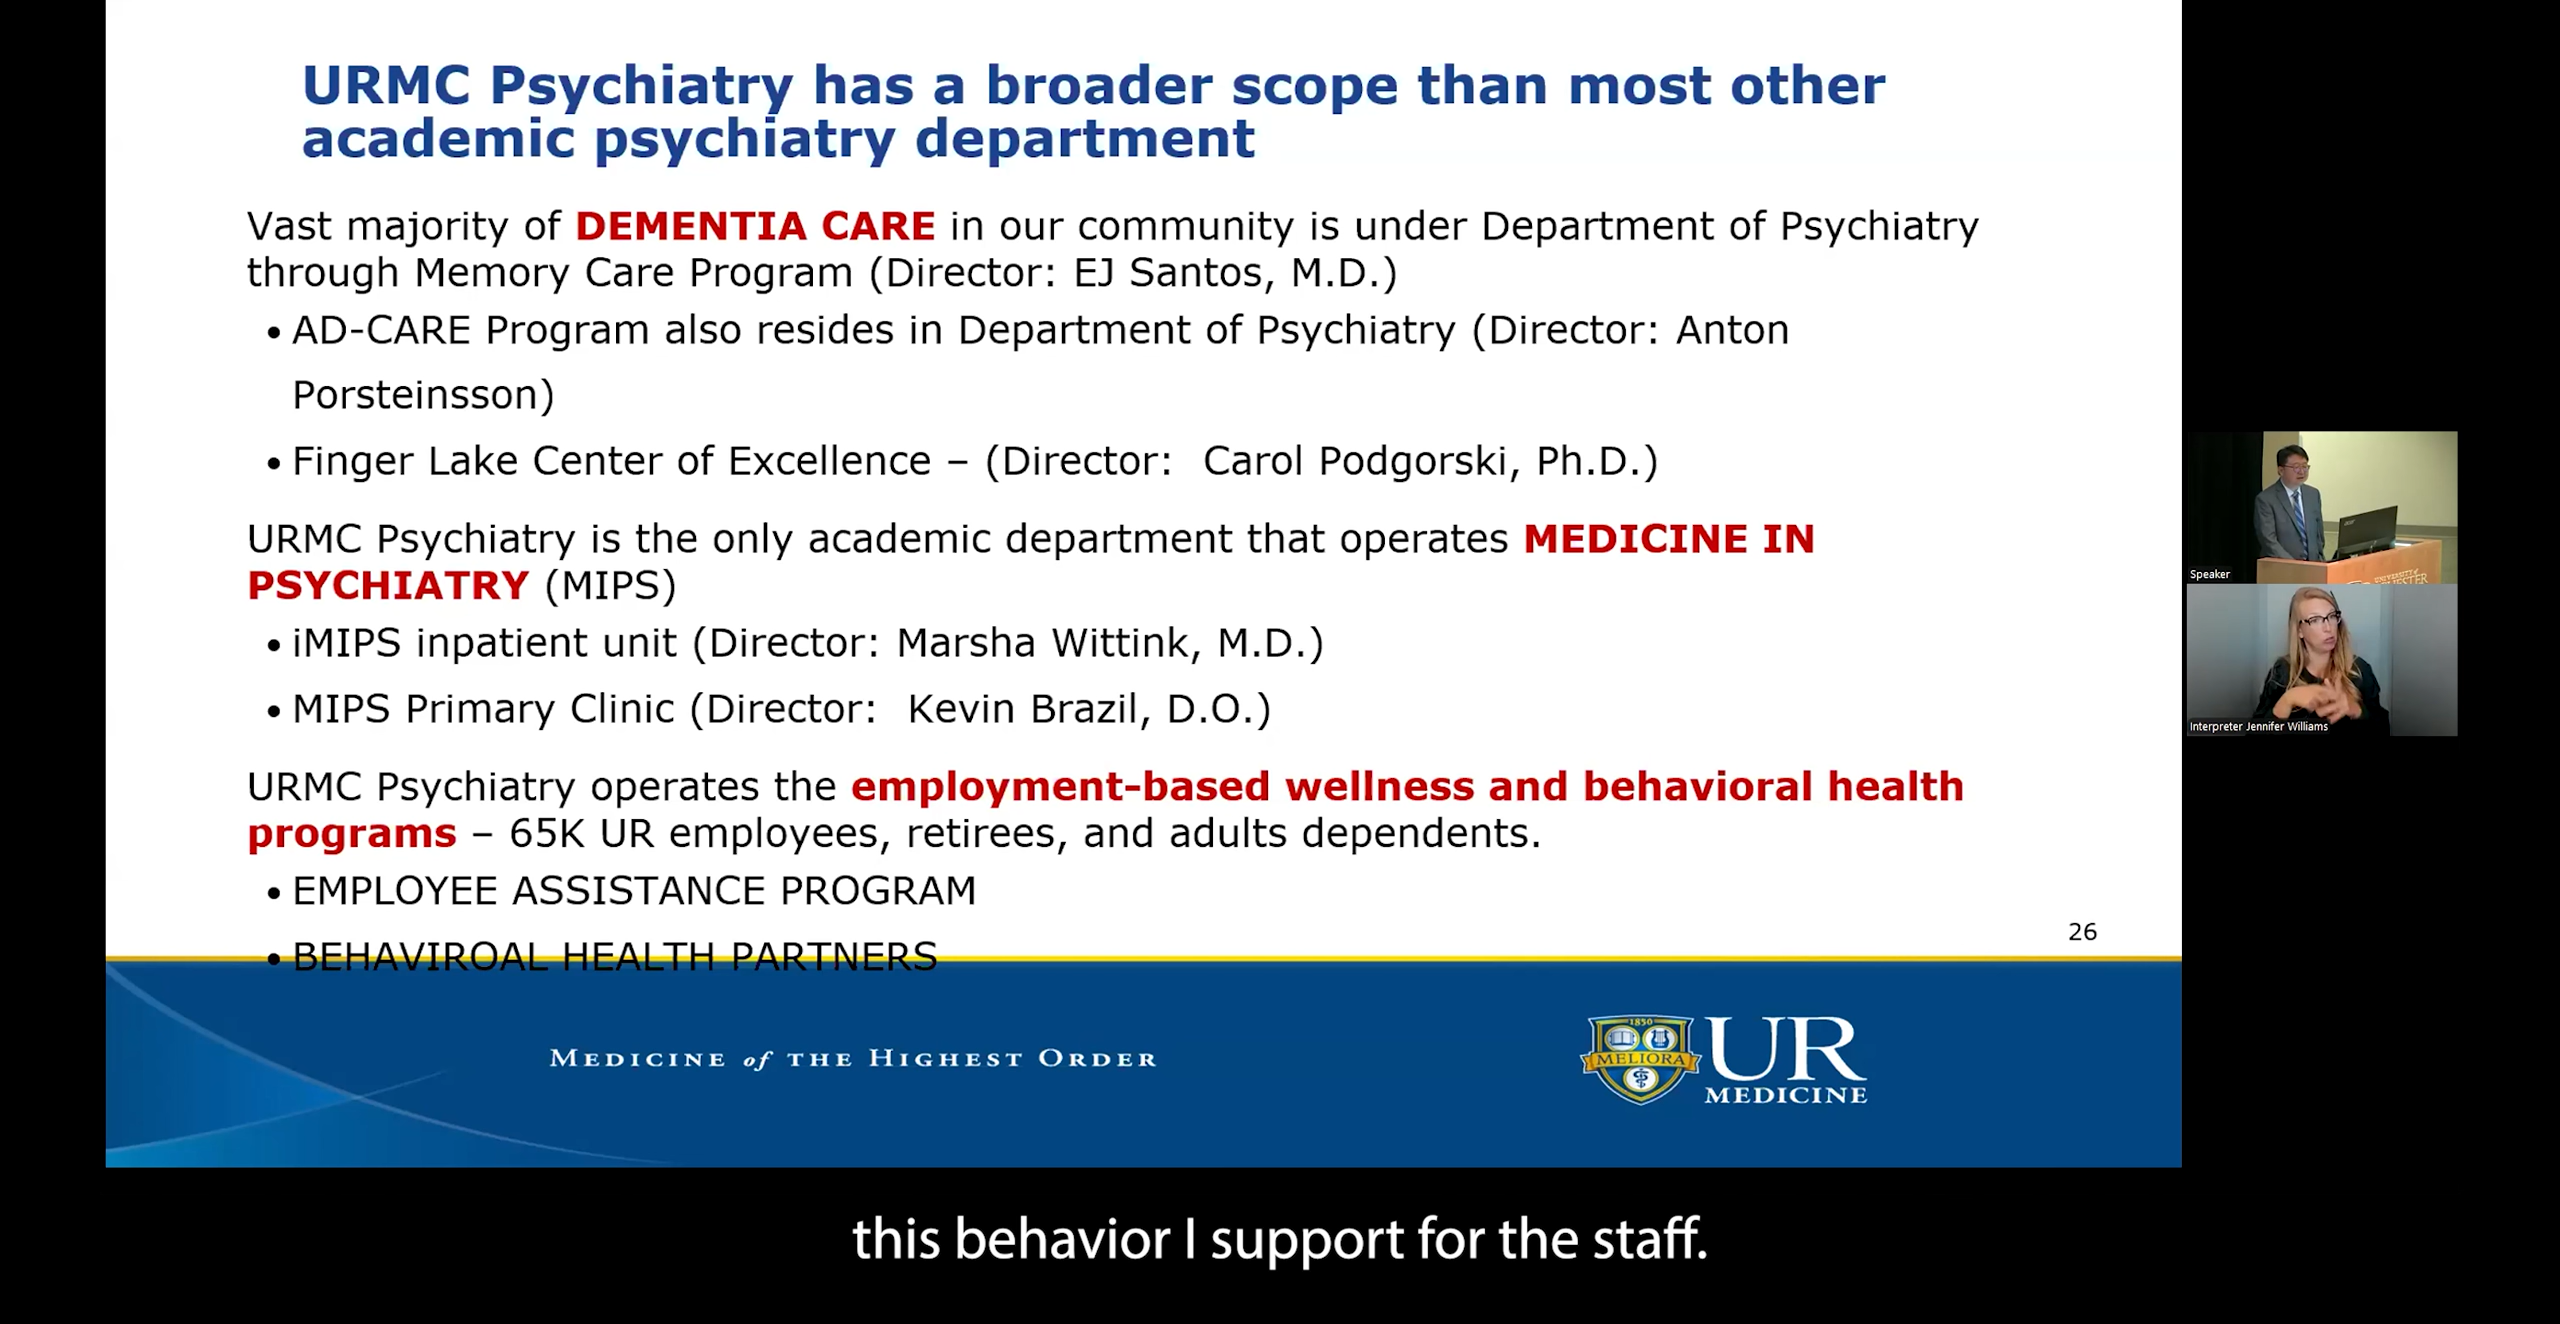 URMC Psychiatry has a broader scope than most other
academic psychiatry department
Vast majority of DEMENTIA CARE in our community is under Department of Psychiatry
through Memory Care Program (Director: EJ Santos, M.D.)
• AD-CARE Program also resides in Department of Psychiatry (Director: Anton
Porsteinsson)
• Finger Lake Center of Excellence – (Director:  Carol Podgorski, Ph.D.)
URMC Psychiatry is the only academic department that operates MEDICINE IN
PSYCHIATRY (MIPS)
• iMIPS inpatient unit (Director: Marsha Wittink, M.D.)
• MIPS Primary Clinic (Director:  Kevin Brazil, D.O.)
URMC Psychiatry operates the employment-based wellness and behavioral health
programs – 65K UR employees, retirees, and adults dependents.
• EMPLOYEE ASSISTANCE PROGRAM
• BEHAVIROAL HEALTH PARTNERS
26
MEDICINE of THE HIGHEST ORDER
1850
MELIORA
UR
MEDICINE
Speaker
Interpreter Jennifer Williams
this behavior I support for the staff.